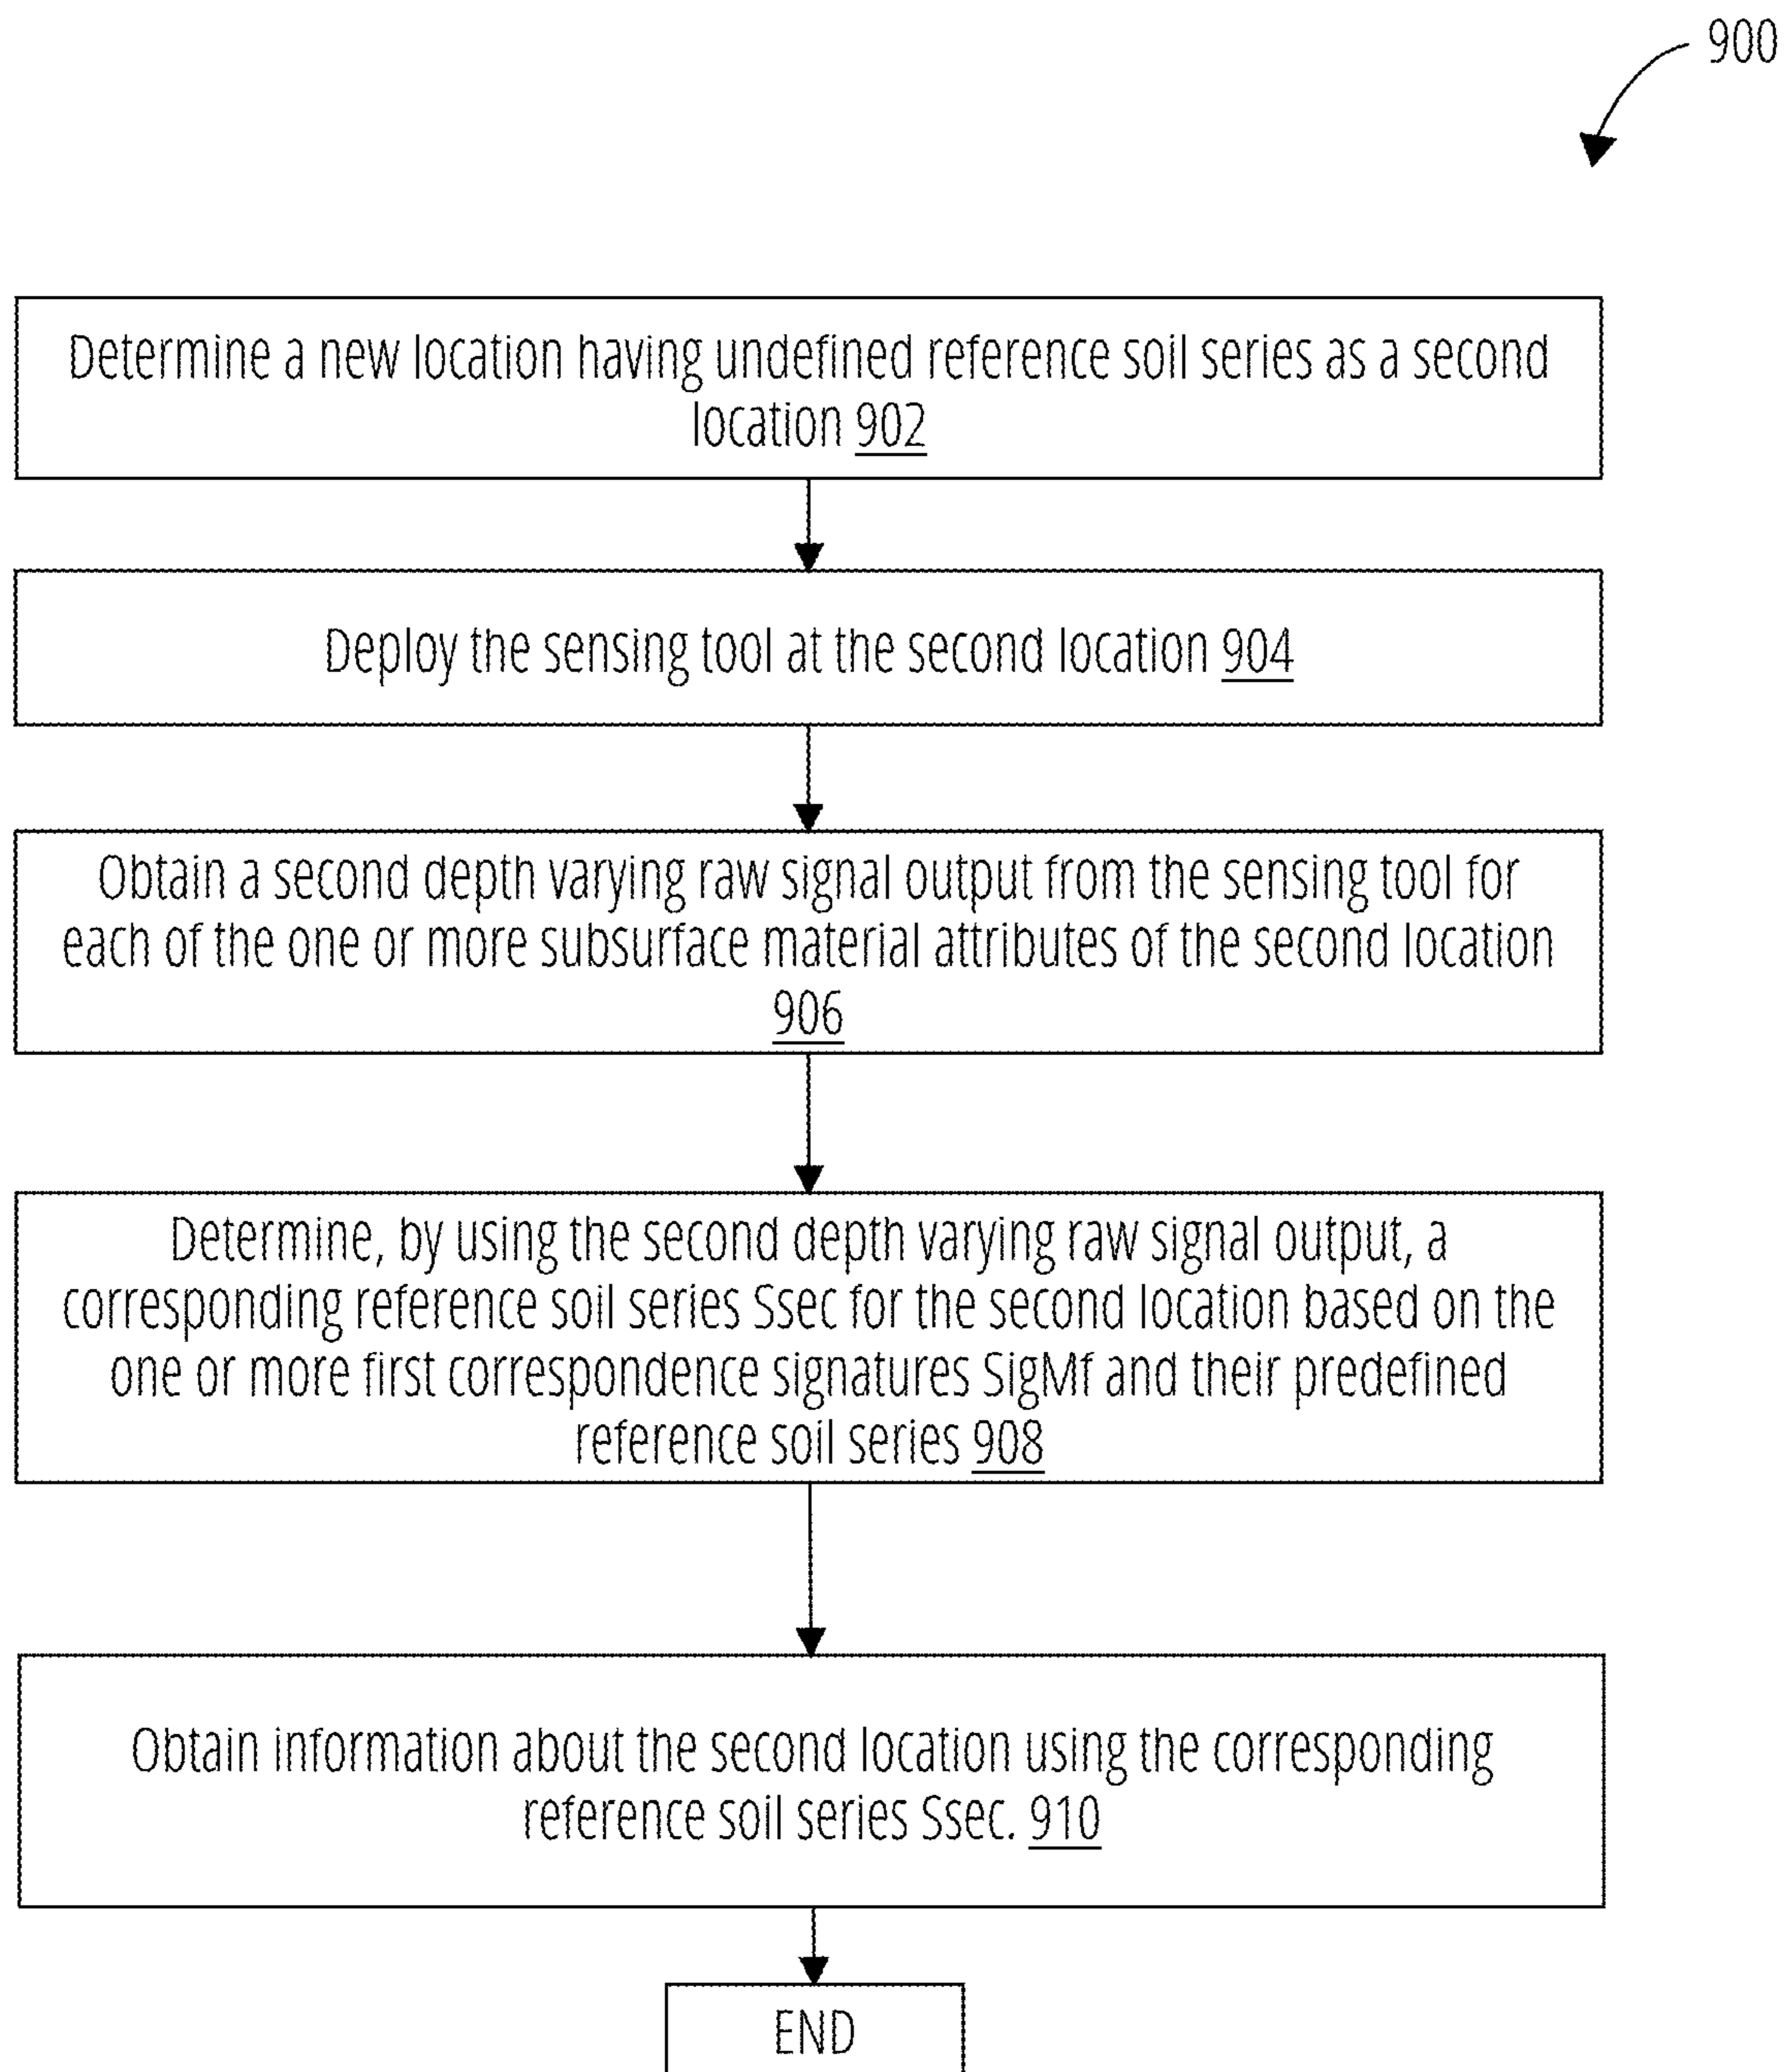 900
Determine a new location having undefined reference soil series as a second
location 902
Deploy the sensing tool at the second location 904
Obtain a second depth varying raw signal output from the sensing tool for
each of the one or more subsurface material attributes of the second location
906
Determine, by using the second depth varying raw signal output, a
corresponding reference soil series Ssec for the second location based on the
one or more first correspondence signatures SigMf and their predefined
reference soil series 908
Obtain information about the second location using the corresponding
reference soil series Ssec. 910
END